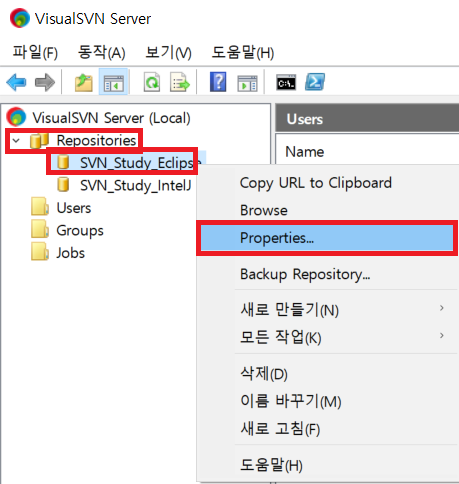 VisualSVN Server
파일(F) 동작(A) 보기(V) 도움말(H)
VisualSVN Server (Local)
Repositories
SVN_Study_Eclipse
SVN_Study_IntelJ
Users
Groups
Jobs
Users
Name
Copy URL to Clipboard
Browse
Properties...
Backup Repository...
새로 만들기(N)
모든 작업(K)
삭제(D)
이름 바꾸기(M)
새로 고침(F)
도움말(H)